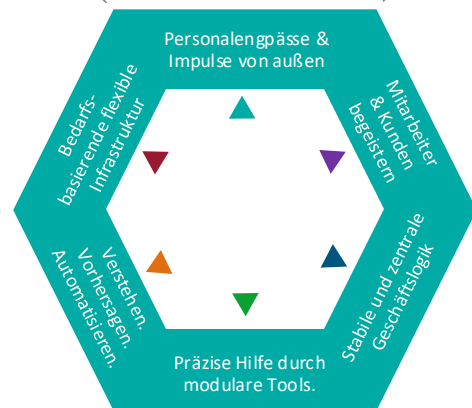 Personalengpässe &
Impulse von außen
Mitarbeiter
& Kunden
begeistern
Stabile und zentrale
Geschäftslogik
Präzise Hilfe durch
modulare Tools.
Verstehen.
Vorhersagen.
Automatisieren.
Bedarfs-
basierende flexible
Infrastruktur